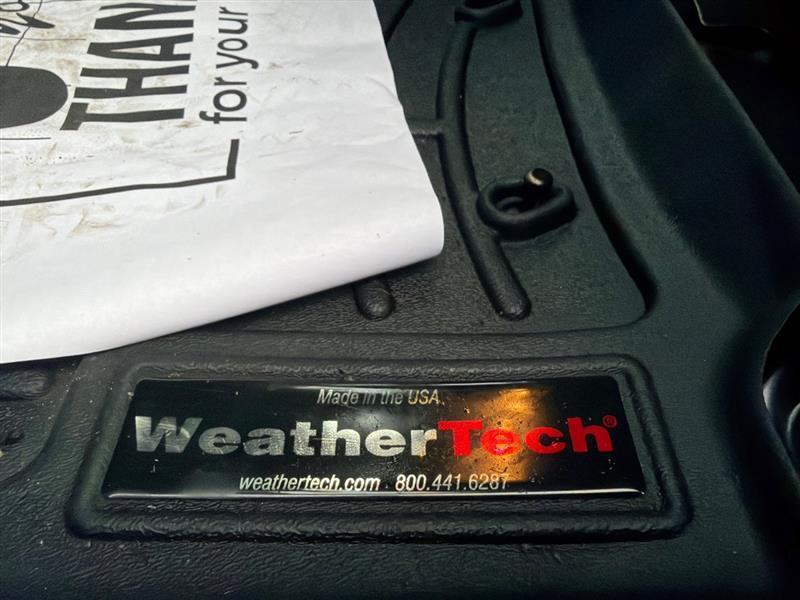 THAN
for your
Made in the USA
WeatherTech®
weathertech.com 800.441.6287